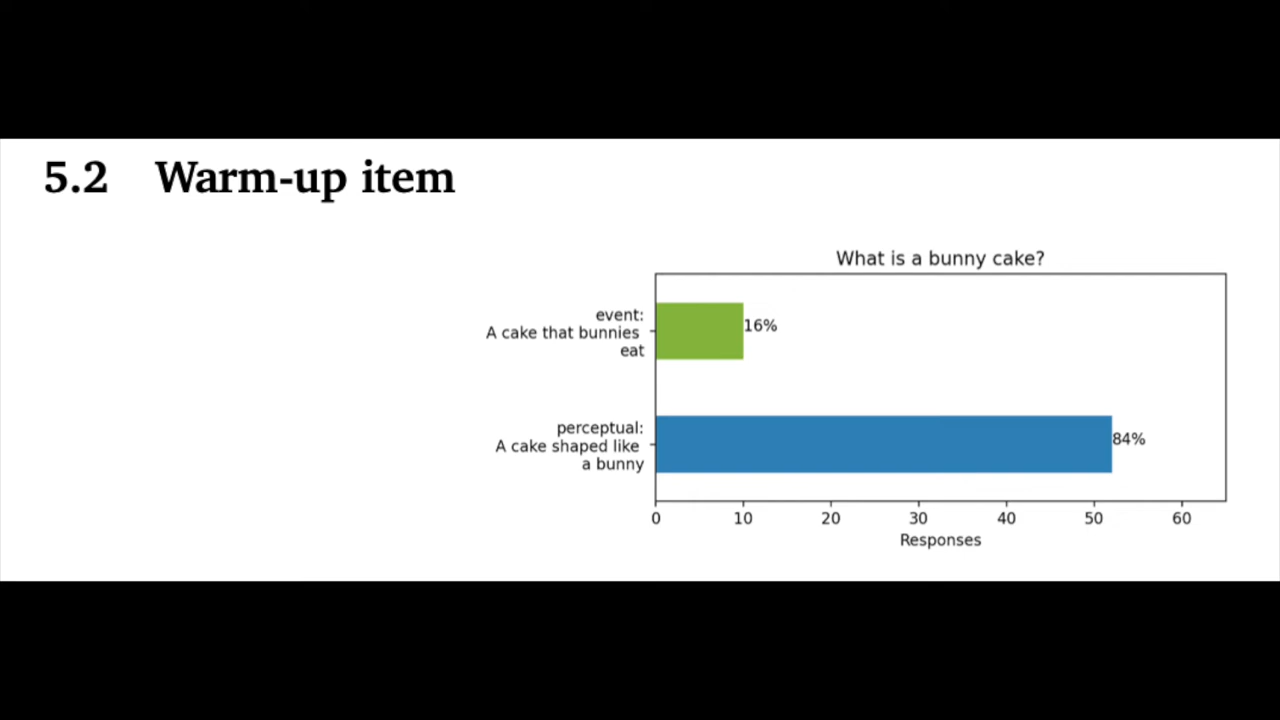 5.2 Warm-up item
What is a bunny cake?
event:
A cake that bunnies
eat
16%
perceptual:
A cake shaped like
a bunny
84%
0 10 20 30 40 50 60
Responses